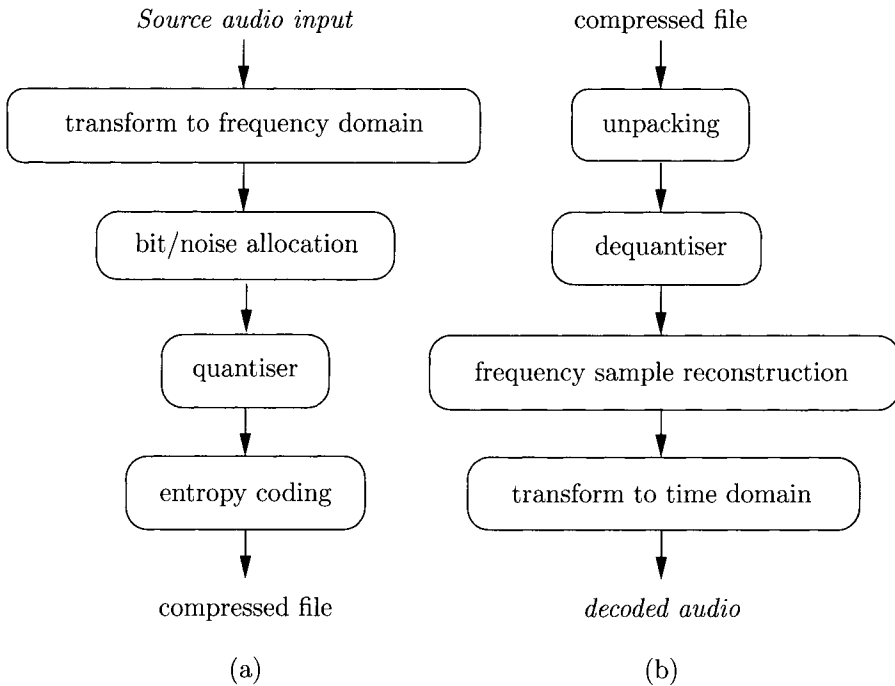 Source audio input
transform to frequency domain
bit/noise allocation
quantiser
entropy coding
compressed file
(a)
compressed file
unpacking
dequantiser
frequency sample reconstruction
transform to time domain
decoded audio
(b)